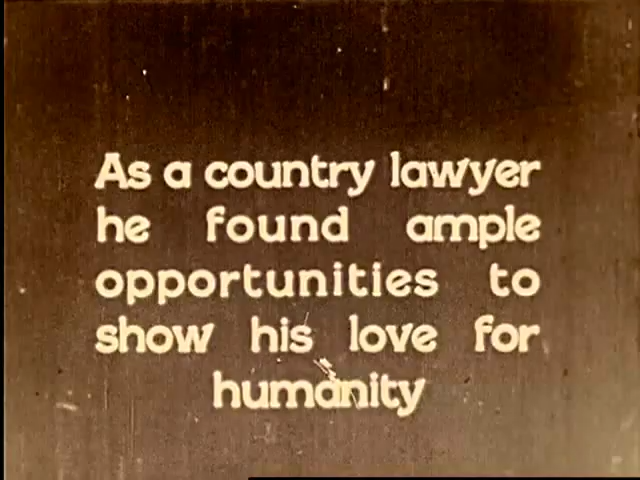 As a country lawyer
he found ample
opportunities to
show his love for
humanity